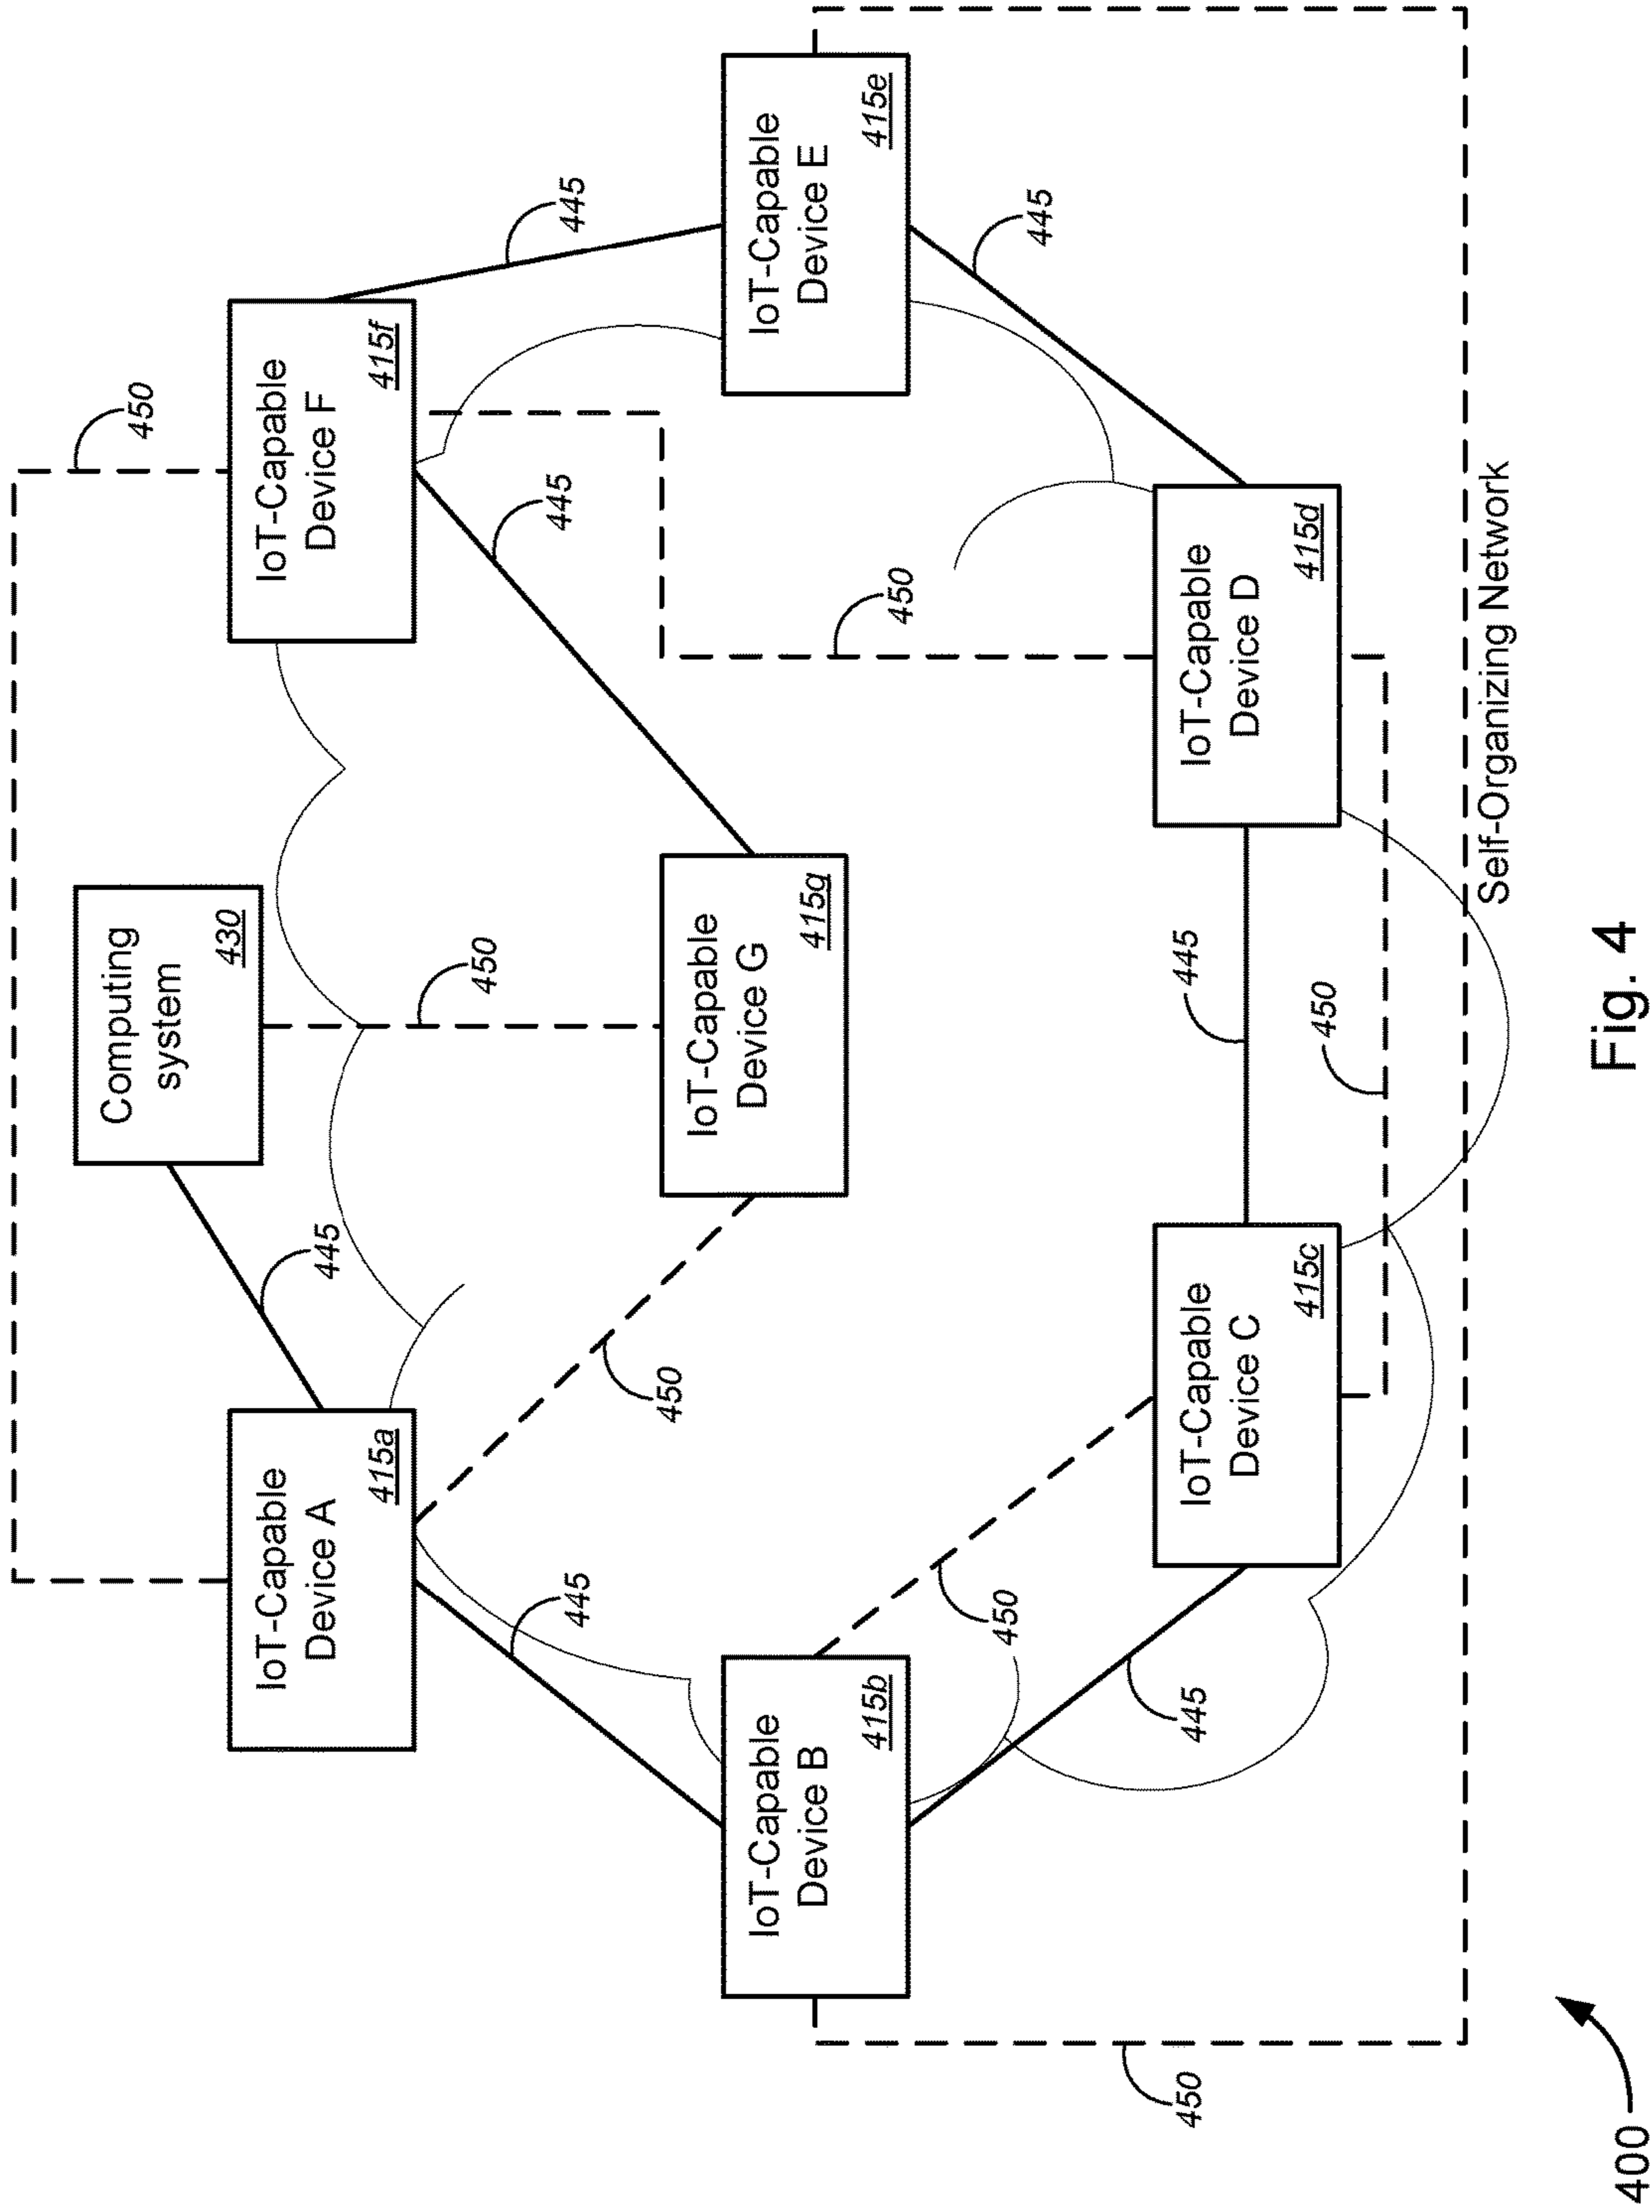 450
Computing
system
430
445
IoT-Capable
Device A
415a
IoT-Capable
Device F
415f
445
450
445
450
445
IoT-Capable
Device B
415b
IoT-Capable
Device G
415g
IoT-Capable
Device E
415e
450
450
445
450
445
445
IoT-Capable
Device C
415c
IoT-Capable
Device D
415d
450
450
Self-Organizing Network
400
Fig. 4